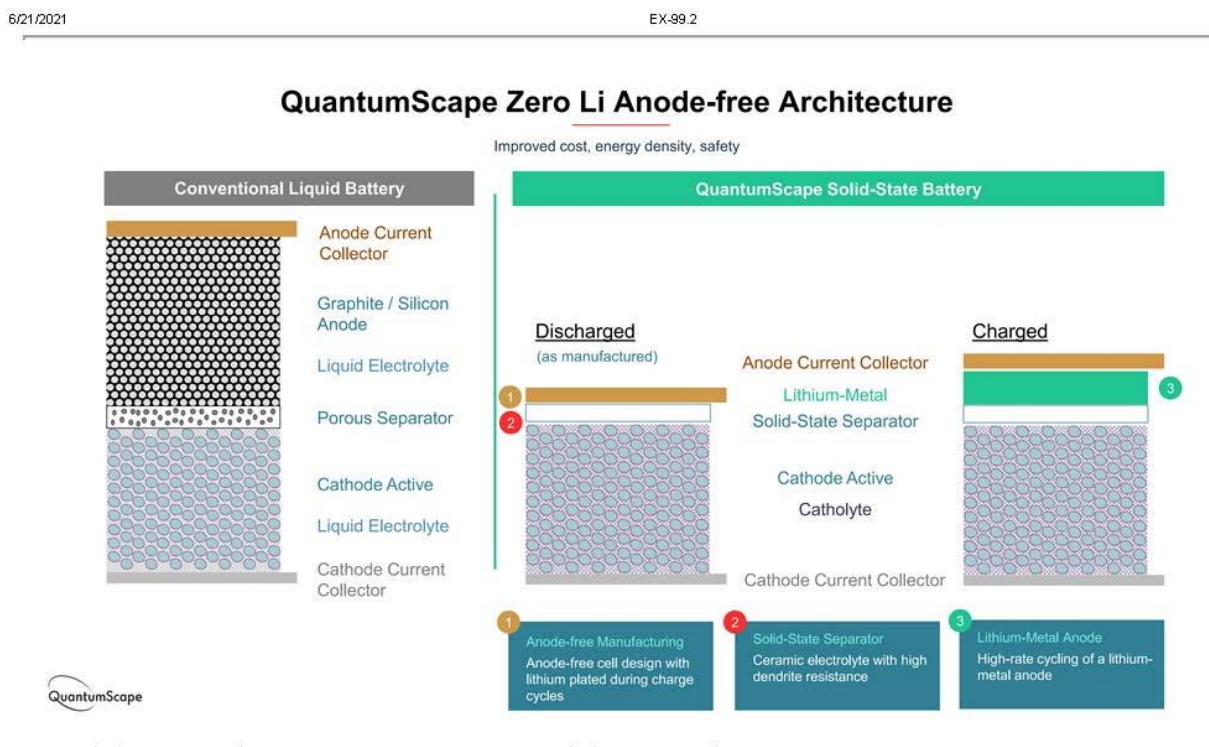 6/21/2021
EX-99.2
QuantumScape Zero Li Anode-free Architecture
Improved cost, energy density, safety
Conventional Liquid Battery
Anode Current
Collector
Graphite / Silicon
Anode
Liquid Electrolyte
Porous Separator
Cathode Active
Liquid Electrolyte
Cathode Current
Collector
QuantumScape Solid-State Battery
Discharged
(as manufactured)
1
2
Anode Current Collector
Lithium-Metal
Solid-State Separator
Cathode Active
Catholyte
Cathode Current Collector
Charged
3
1
Anode-free Manufacturing
Anode-free cell design with
lithium plated during charge
cycles
2
Solid-State Separator
Ceramic electrolyte with high
dendrite resistance
3
Lithium-Metal Anode
High-rate cycling of a lithium-
metal anode
QuantumScape